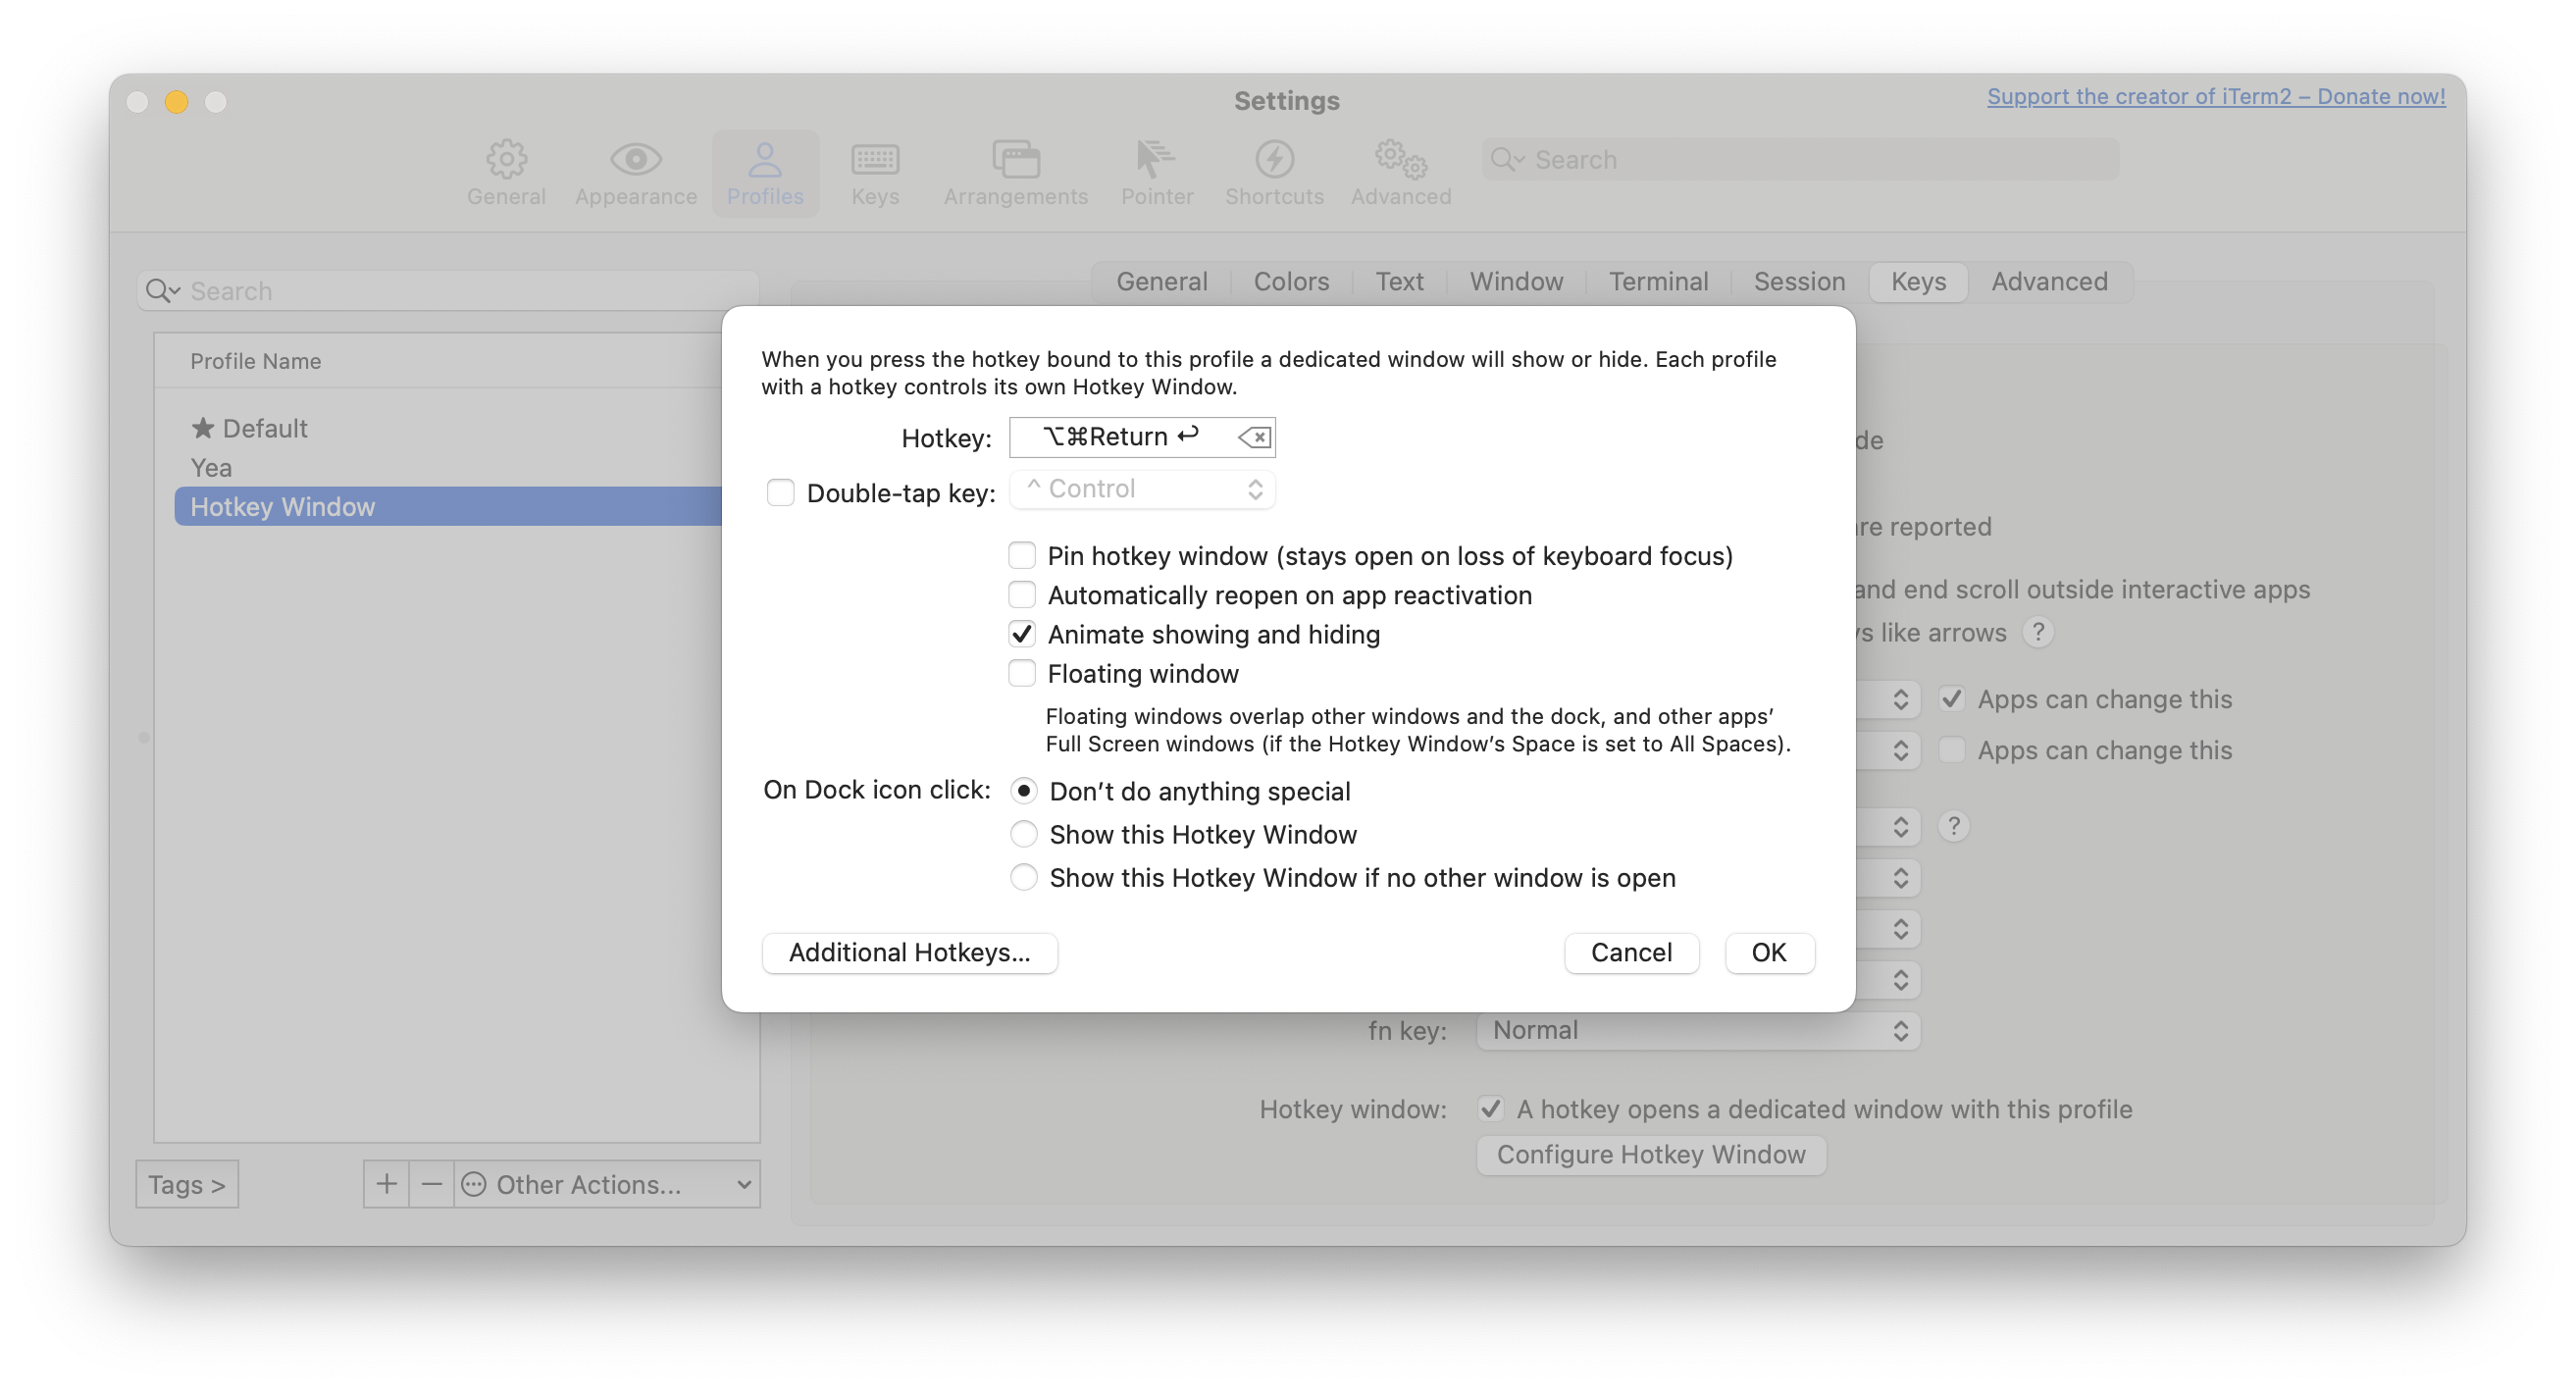 Settings
Support the creator of iTerm2 – Donate now!
General
Appearance
Profiles
Keys
Arrangements
Pointer
Shortcuts
Advanced
Search
Search
Profile Name
★ Default
Yea
Hotkey Window
Tags >
+ − Other Actions...
General Colors Text Window Terminal Session Keys Advanced
When you press the hotkey bound to this profile a dedicated window will show or hide. Each profile
with a hotkey controls its own Hotkey Window.
Hotkey: ⌥⌘Return ↩
Double-tap key: ^ Control
Pin hotkey window (stays open on loss of keyboard focus)
Automatically reopen on app reactivation
Animate showing and hiding
Floating window
Floating windows overlap other windows and the dock, and other apps’
Full Screen windows (if the Hotkey Window’s Space is set to All Spaces).
On Dock icon click: Don’t do anything special
Show this Hotkey Window
Show this Hotkey Window if no other window is open
Additional Hotkeys...
Cancel
OK
reported
and end scroll outside interactive apps
like arrows ?
Apps can change this
Apps can change this
?
fn key: Normal
Hotkey window: A hotkey opens a dedicated window with this profile
Configure Hotkey Window